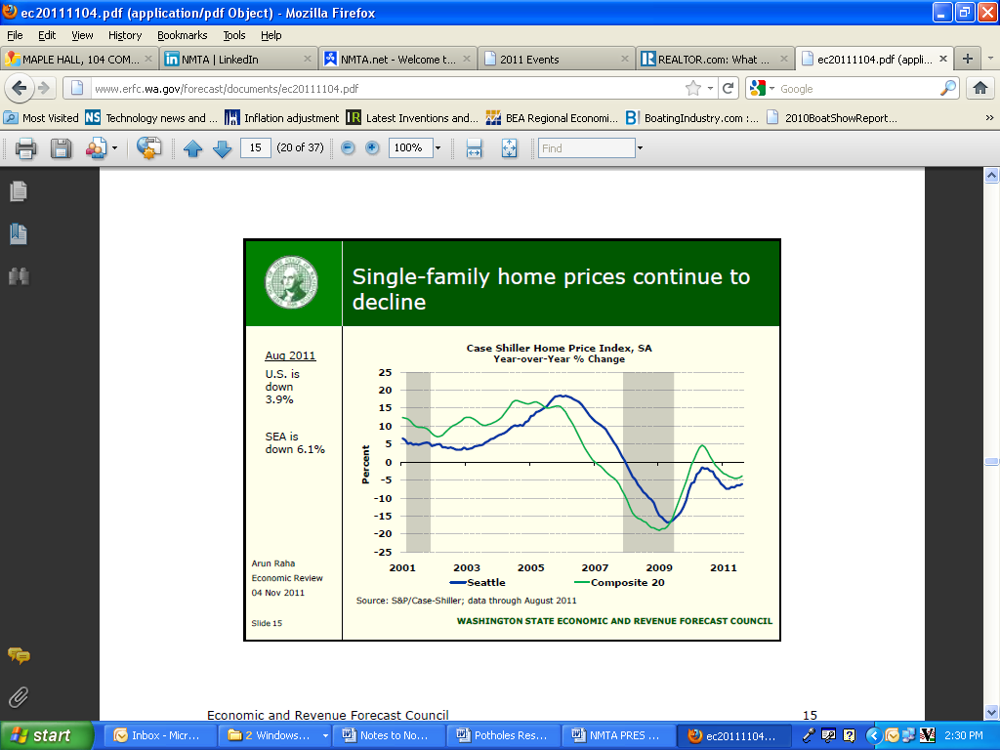 ec20111104.pdf (application/pdf Object) - Mozilla Firefox
File Edit View History Bookmarks Tools Help
MAPLE HALL, 104 COM...
NMTA | LinkedIn
NMTA.net - Welcome t...
2011 Events
REALTOR.com: What ...
ec20111104.pdf (appli...
www.erfc.wa.gov/forecast/documents/ec20111104.pdf
Google
Most Visited
Technology news and ...
Inflation adjustment
Latest Inventions and...
BEA Regional Economi...
BoatingIndustry.com :...
2010BoatShowReport...
15 (20 of 37)
100%
Find
Single-family home prices continue to
decline
Aug 2011
U.S. is
down
3.9%
SEA is
down 6.1%
Arun Raha
Economic Review
04 Nov 2011
Slide 15
Case Shiller Home Price Index, SA
Year-over-Year % Change
Percent
25
20
15
10
5
0
-5
-10
-15
-20
-25
2001 2003 2005 2007 2009 2011
Seattle Composite 20
Source: S&P/Case-Shiller; data through August 2011
WASHINGTON STATE ECONOMIC AND REVENUE FORECAST COUNCIL
Economic and Revenue Forecast Council 15
start
Inbox - Micr...
2 Windows...
Notes to No...
Potholes Res...
NMTA PRES ...
ec20111104....
2:30 PM